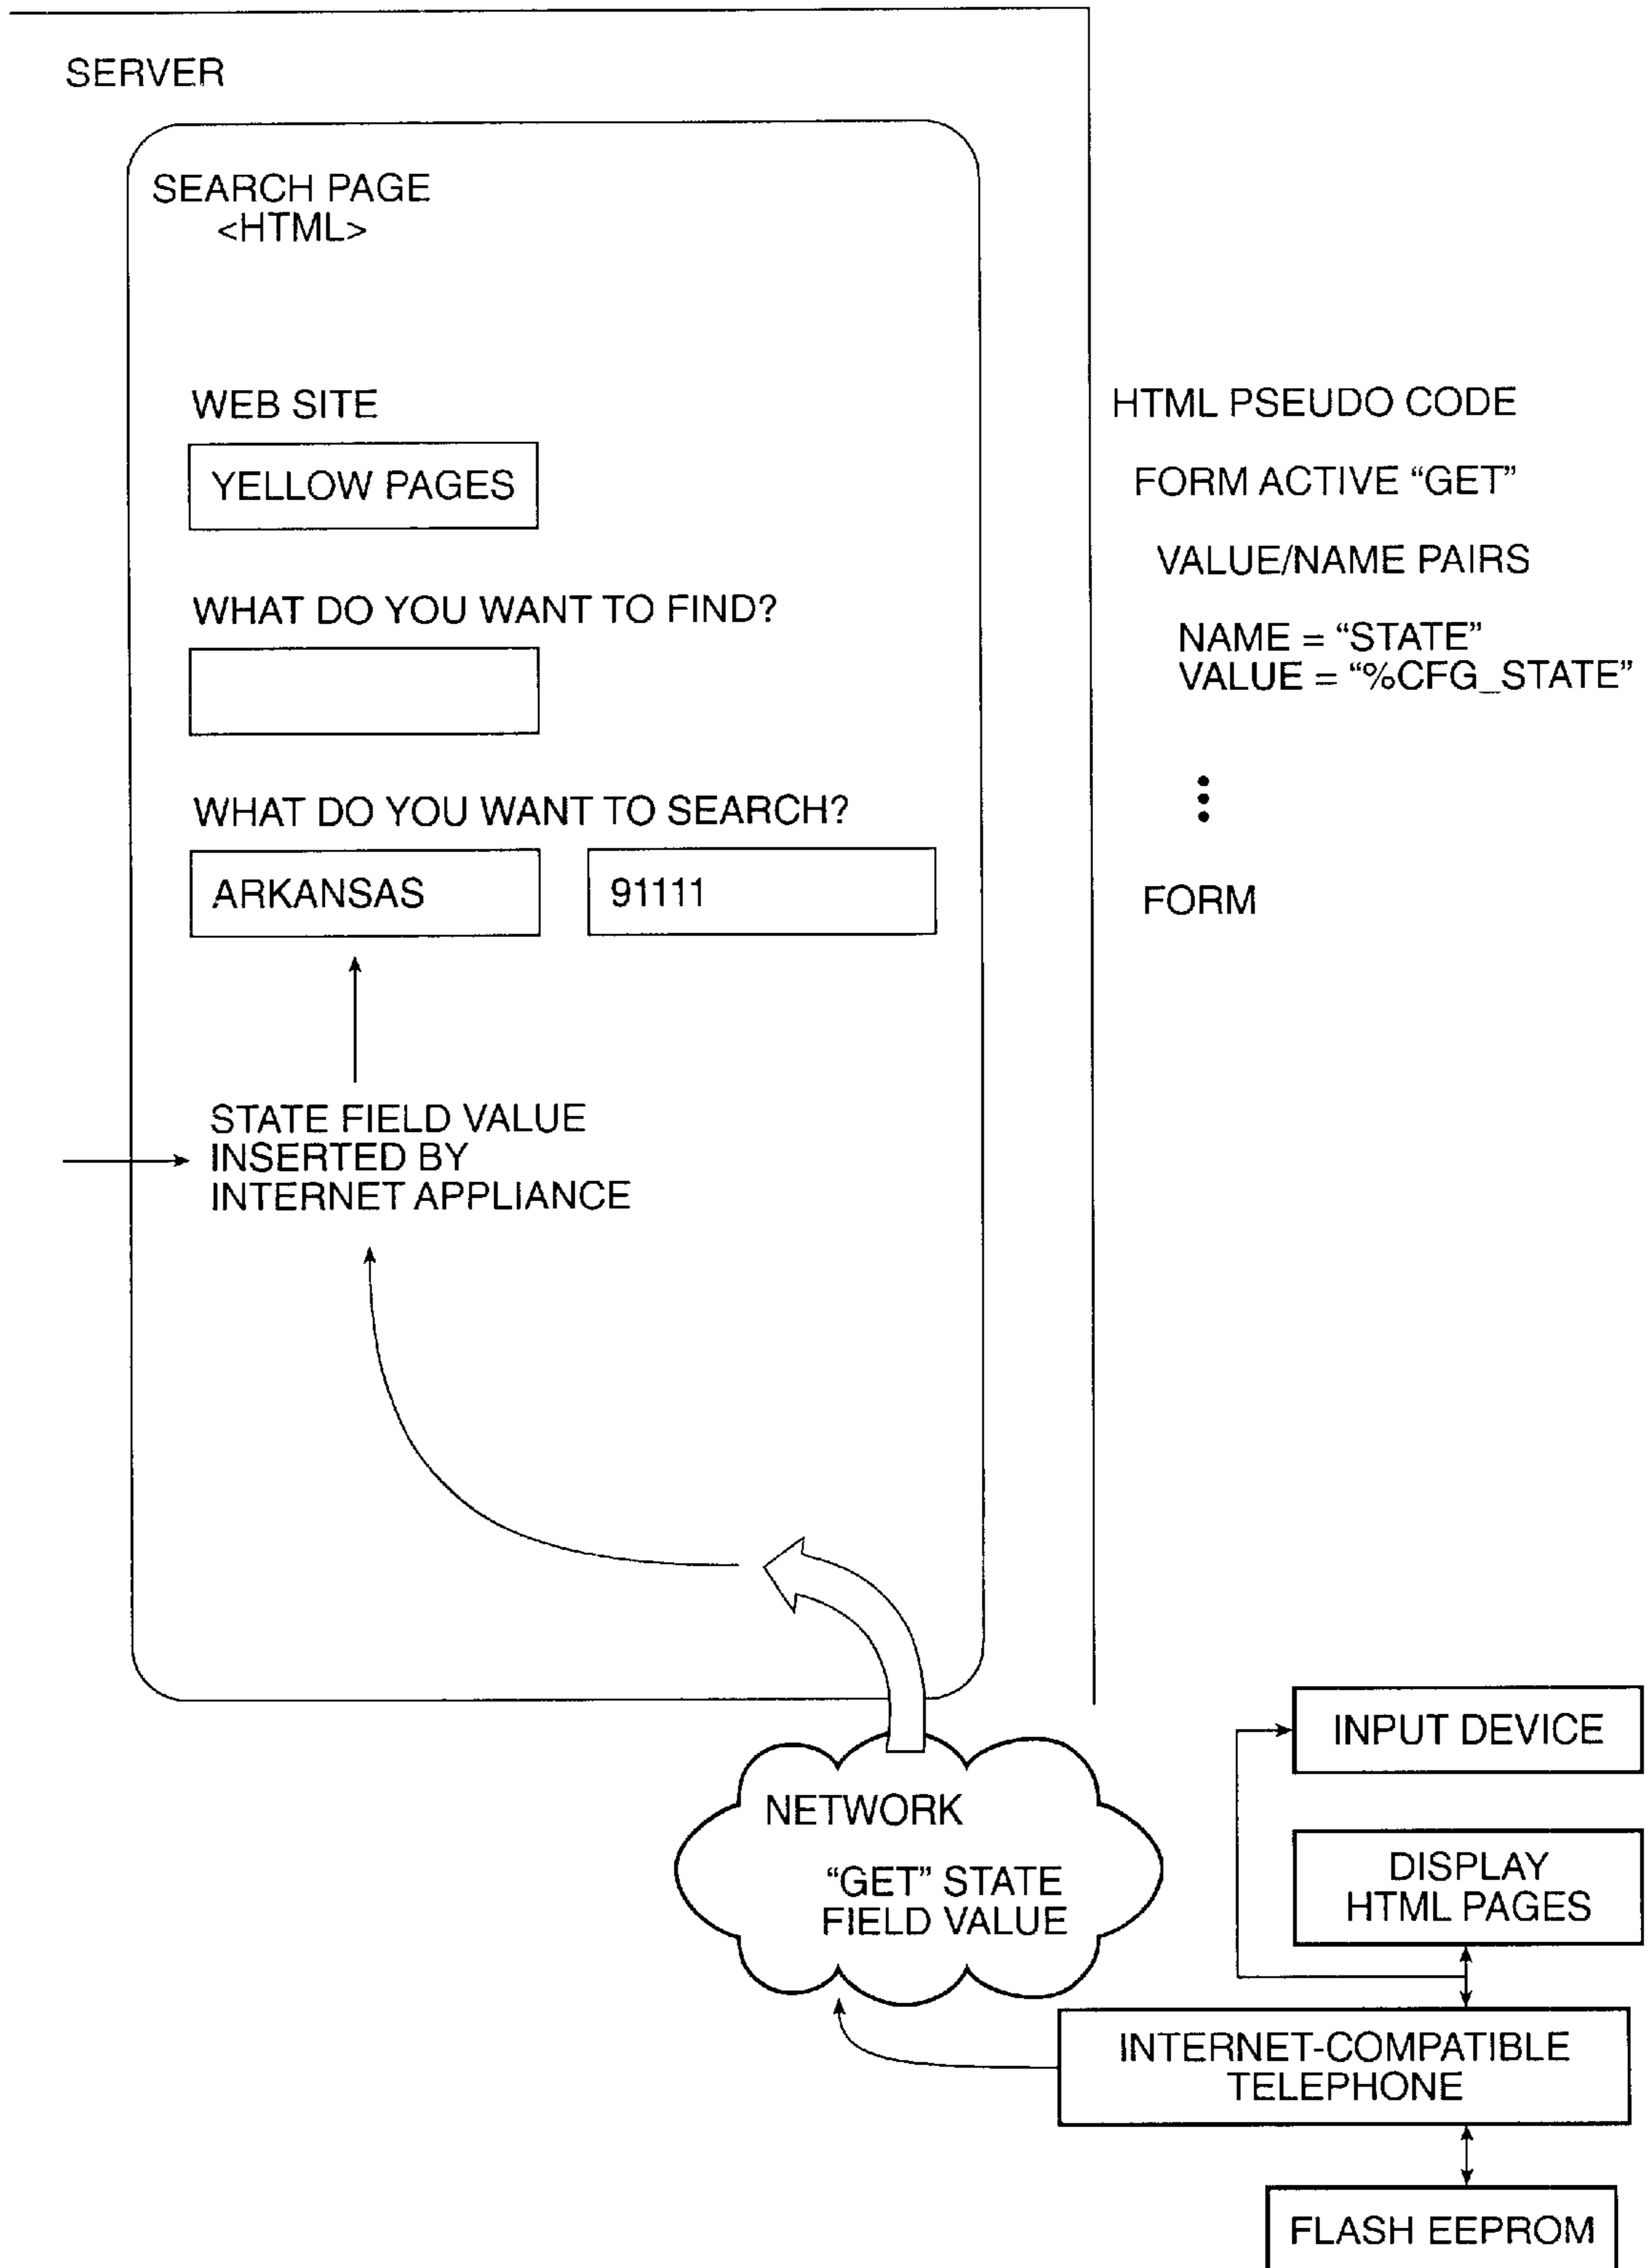 SERVER
SEARCH PAGE
<HTML>
WEB SITE
YELLOW PAGES
WHAT DO YOU WANT TO FIND?
WHAT DO YOU WANT TO SEARCH?
ARKANSAS
91111
STATE FIELD VALUE
INSERTED BY
INTERNET APPLIANCE
HTML PSEUDO CODE
FORM ACTIVE “GET”
VALUE/NAME PAIRS
NAME = “STATE”
VALUE = “%CFG_STATE”
FORM
NETWORK
“GET” STATE
FIELD VALUE
INPUT DEVICE
DISPLAY
HTML PAGES
INTERNET-COMPATIBLE
TELEPHONE
FLASH EEPROM